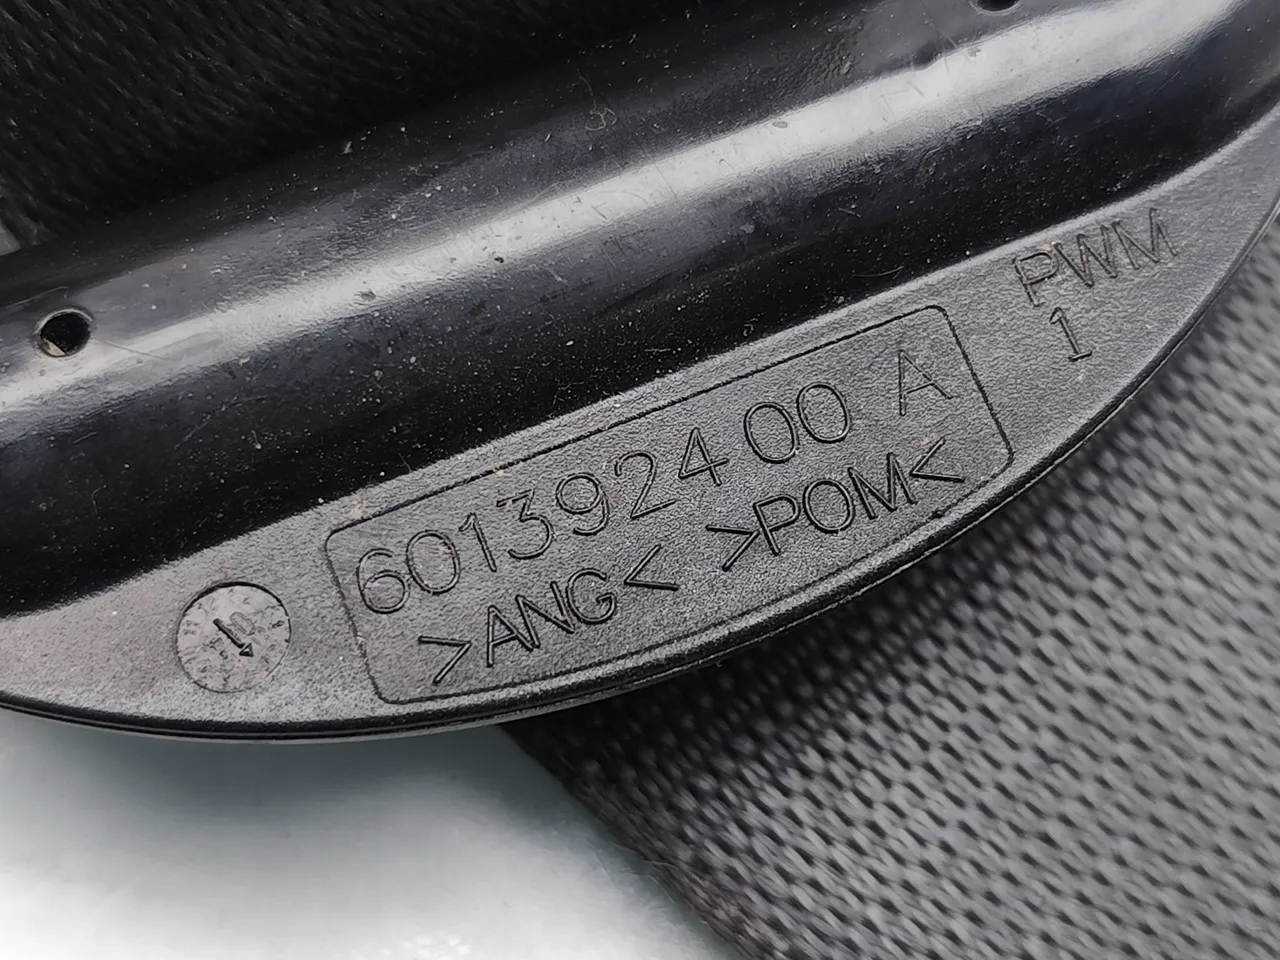 PWM
1
601392400 A
>ANG< >POM<